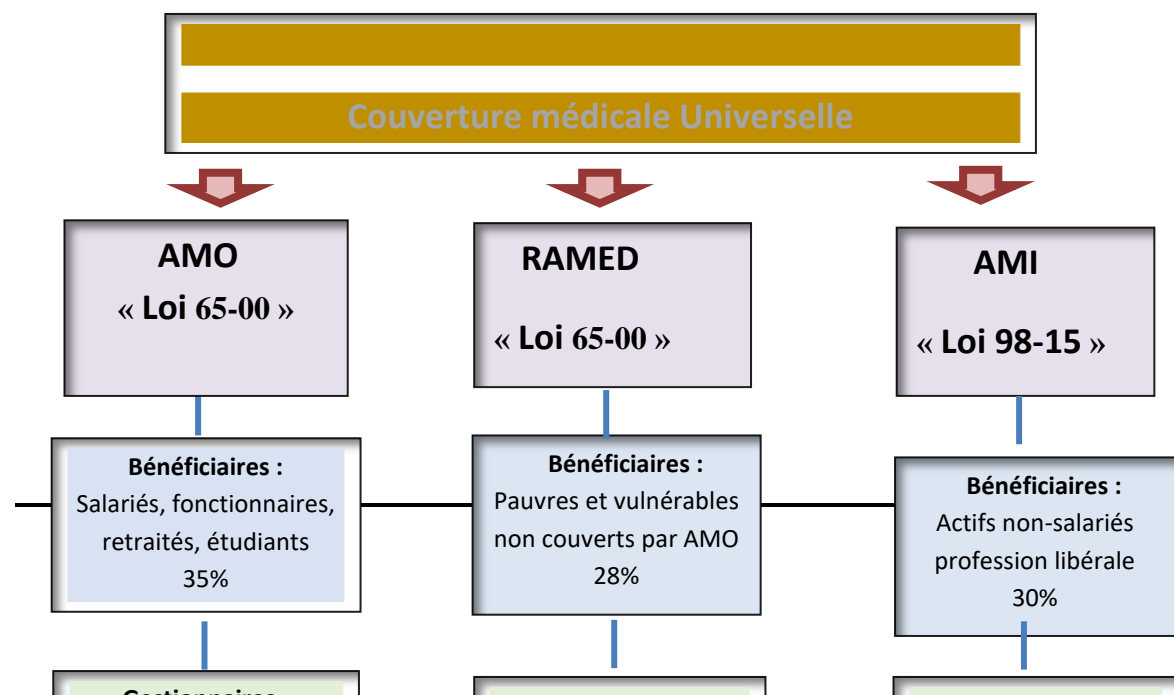 Couverture médicale Universelle
AMO
« Loi 65-00 »
RAMED
« Loi 65-00 »
AMI
« Loi 98-15 »
Bénéficiaires :
Salariés, fonctionnaires,
retraités, étudiants
35%
Bénéficiaires :
Pauvres et vulnérables
non couverts par AMO
28%
Bénéficiaires :
Actifs non-salariés
profession libérale
30%